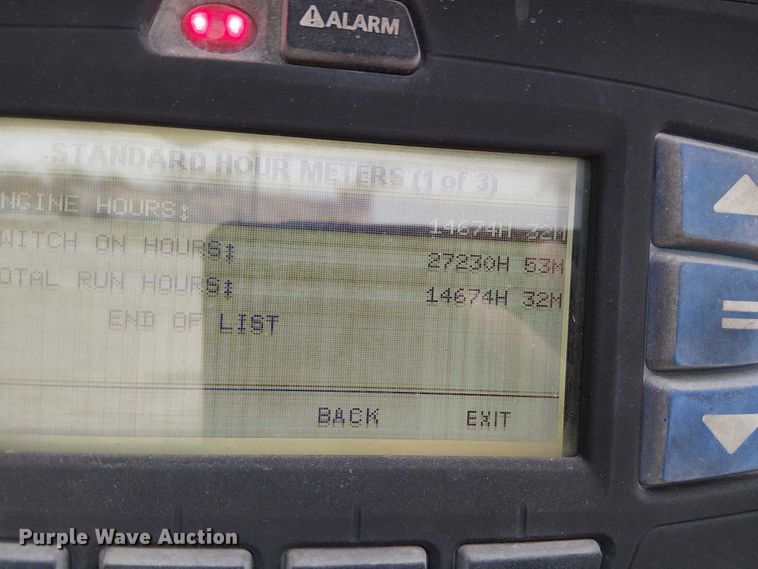 ALARM
STANDARD HOUR METERS (1 of 3)
NGINE HOURS: 14674H 32M
WITCH ON HOURS: 27230H 53M
OTAL RUN HOURS: 14674H 32M
END OF LIST
BACK EXIT
Purple Wave Auction